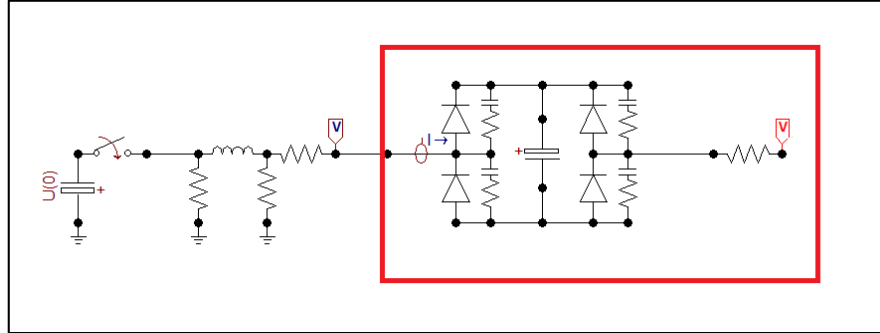 V
I→
V
+
U(0)
+